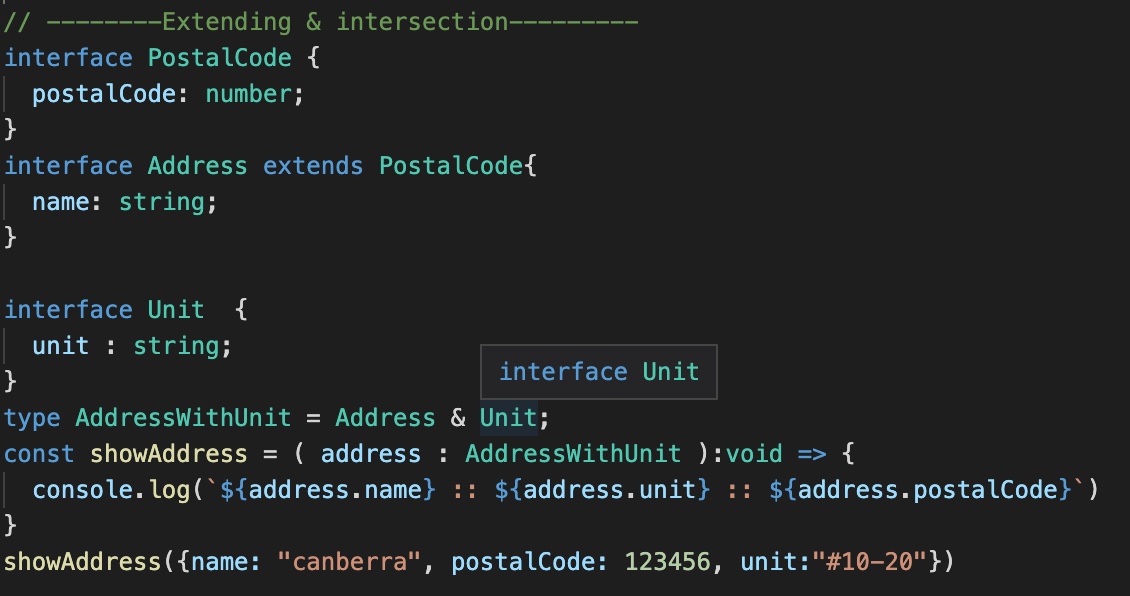 // --------Extending & intersection---------
interface PostalCode {
  postalCode: number;
}
interface Address extends PostalCode{
  name: string;
}

interface Unit  {
  unit : string;
}
interface Unit
type AddressWithUnit = Address & Unit;
const showAddress = ( address : AddressWithUnit ):void => {
  console.log(`${address.name} :: ${address.unit} :: ${address.postalCode}`)
}
showAddress({name: "canberra", postalCode: 123456, unit:"#10-20"})